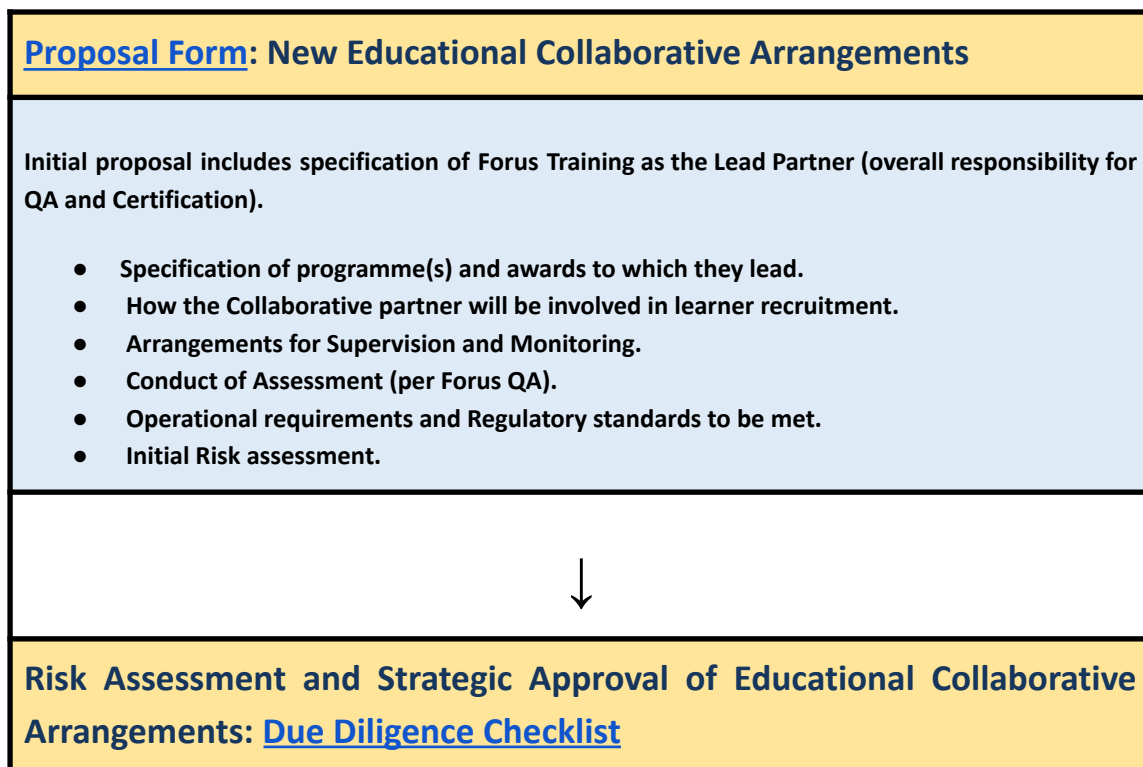 Proposal Form: New Educational Collaborative Arrangements
Initial proposal includes specification of Forus Training as the Lead Partner (overall responsibility for
QA and Certification).
● Specification of programme(s) and awards to which they lead.
● How the Collaborative partner will be involved in learner recruitment.
● Arrangements for Supervision and Monitoring.
● Conduct of Assessment (per Forus QA).
● Operational requirements and Regulatory standards to be met.
● Initial Risk assessment.
↓
Risk Assessment and Strategic Approval of Educational Collaborative
Arrangements: Due Diligence Checklist